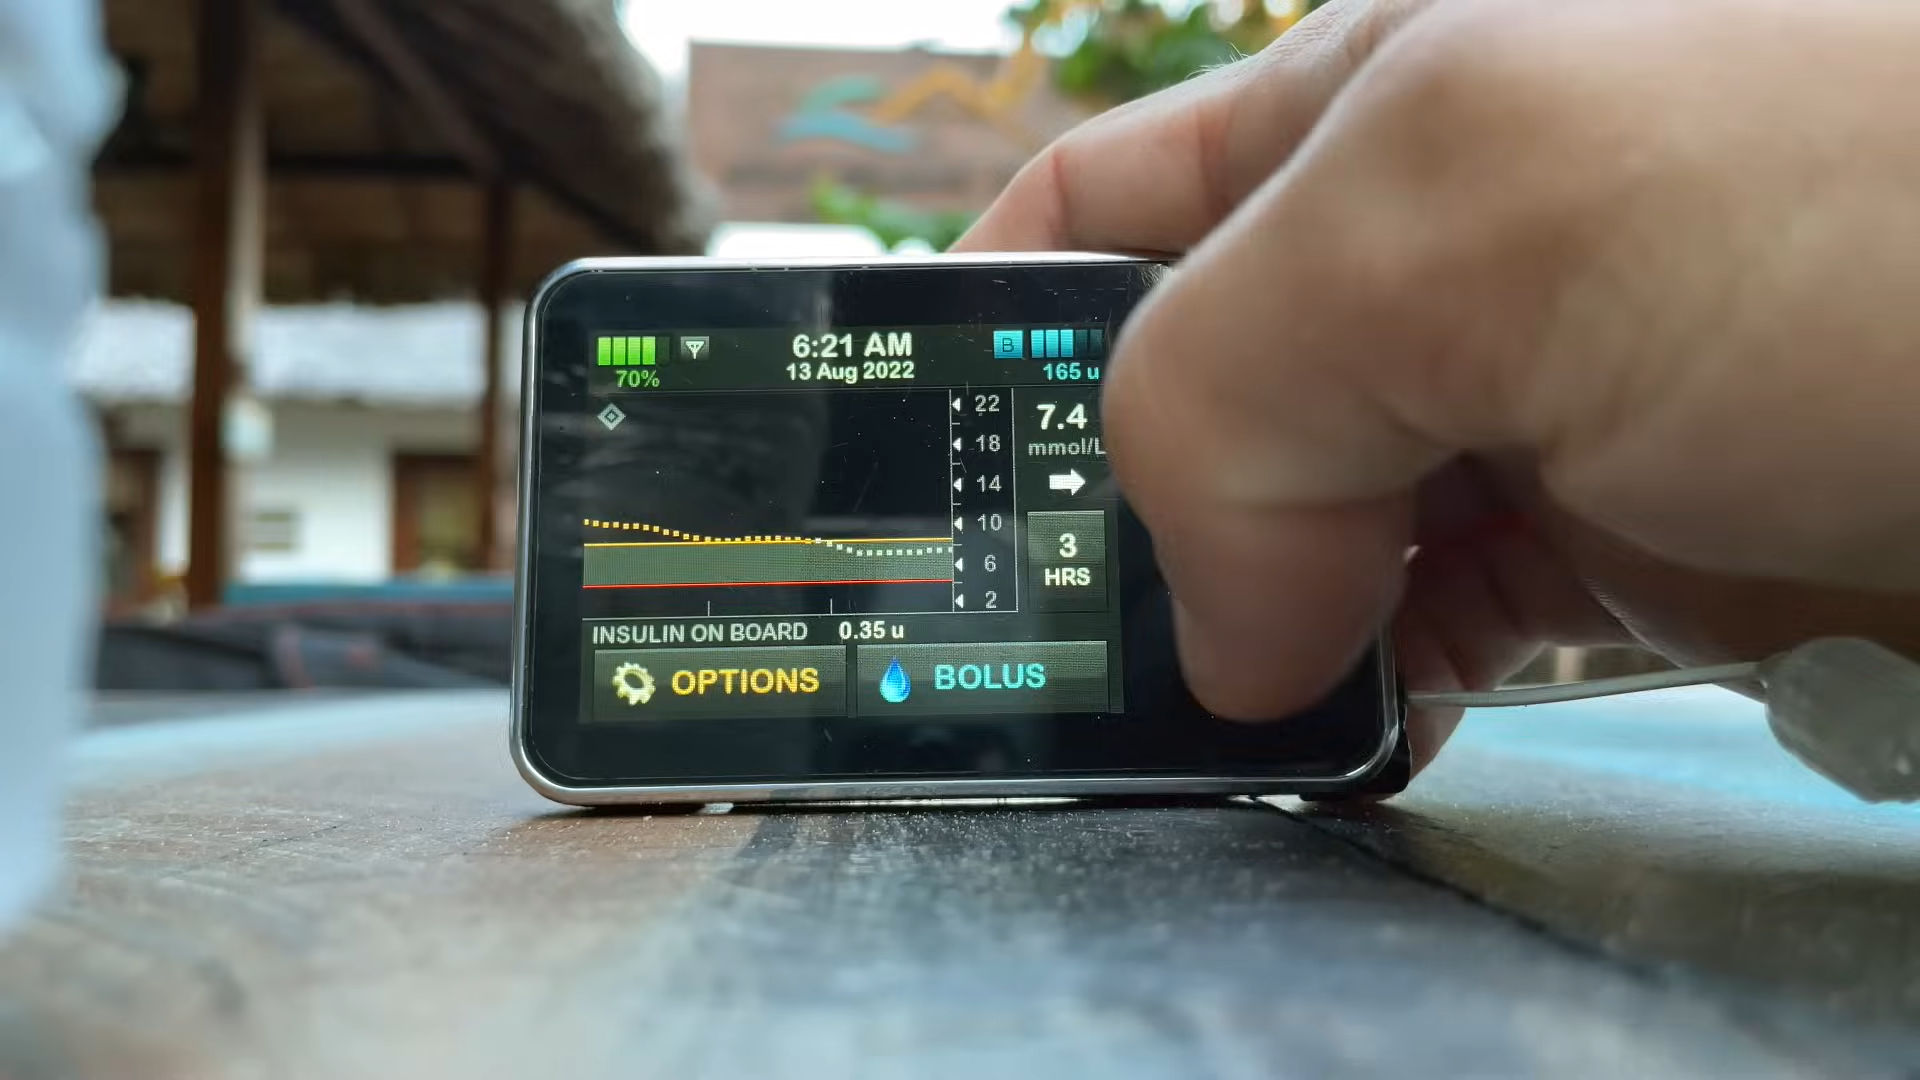 70%
6:21 AM
13 Aug 2022
B
165 u
22
18
14
10
6
2
7.4
mmol/L
3
HRS
INSULIN ON BOARD 0.35 u
OPTIONS
BOLUS